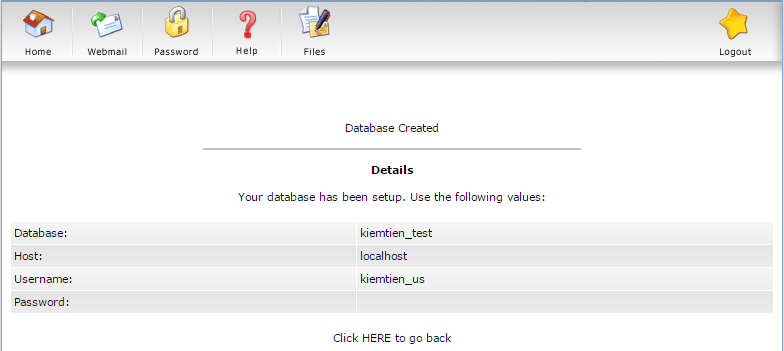 Home Webmail Password Help Files Logout
Database Created
Details
Your database has been setup. Use the following values:
Database: kiemtien_test
Host: localhost
Username: kiemtien_us
Password:
Click HERE to go back